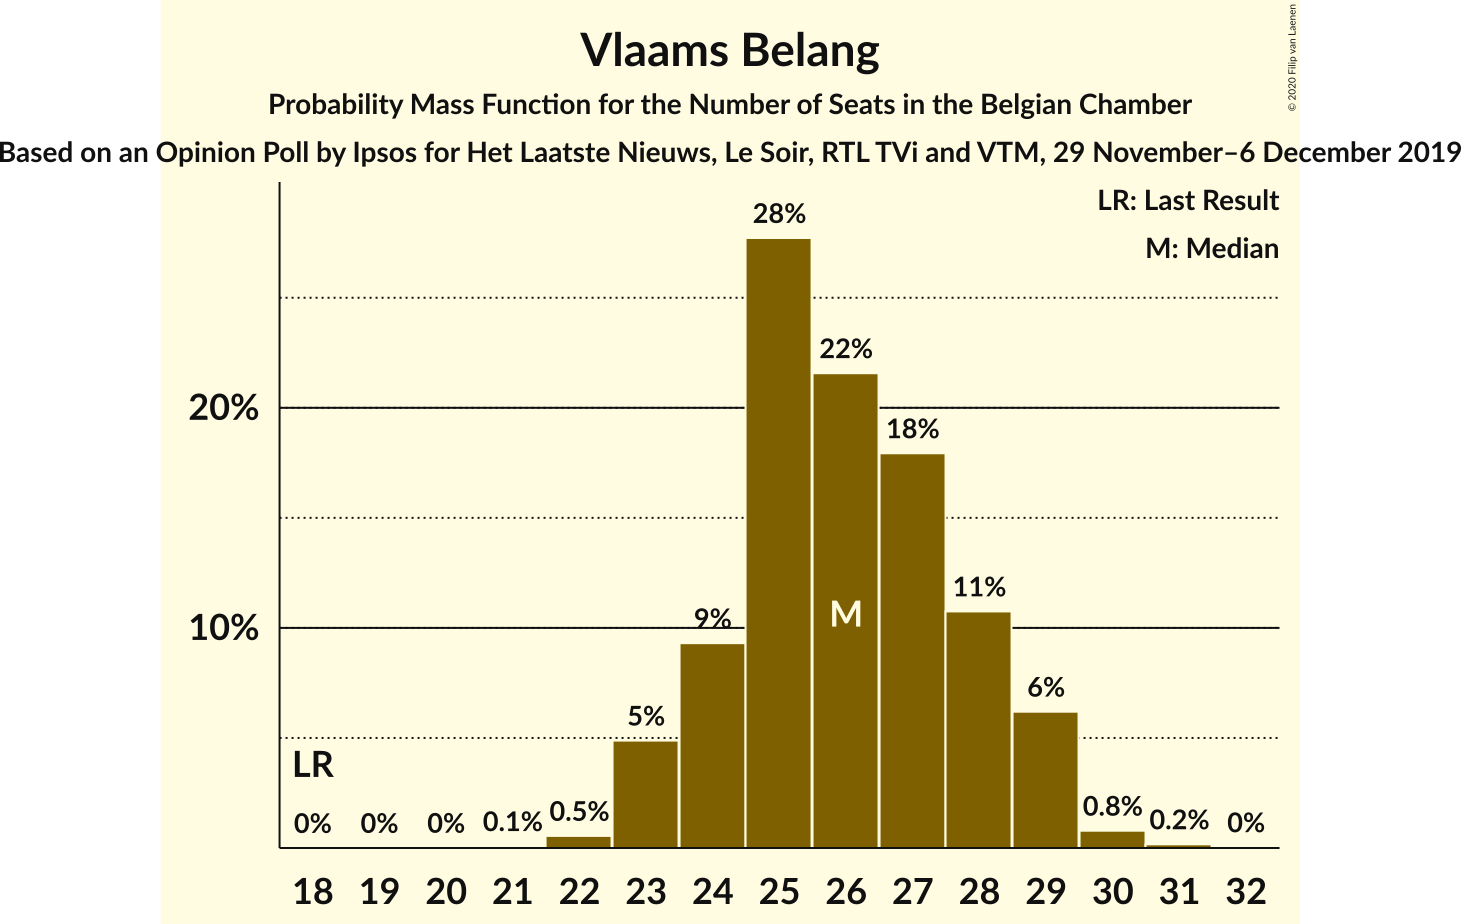 Vlaams Belang
Probability Mass Function for the Number of Seats in the Belgian Chamber
Based on an Opinion Poll by Ipsos for Het Laatste Nieuws, Le Soir, RTL TVi and VTM, 29 November–6 December 2019
© 2020 Filip van Laenen
LR: Last Result
M: Median
28%
22%
20%
18%
11%
10%
9%
M
6%
5%
LR
0% 0% 0% 0.1% 0.5% 0.8% 0.2% 0%
18 19 20 21 22 23 24 25 26 27 28 29 30 31 32